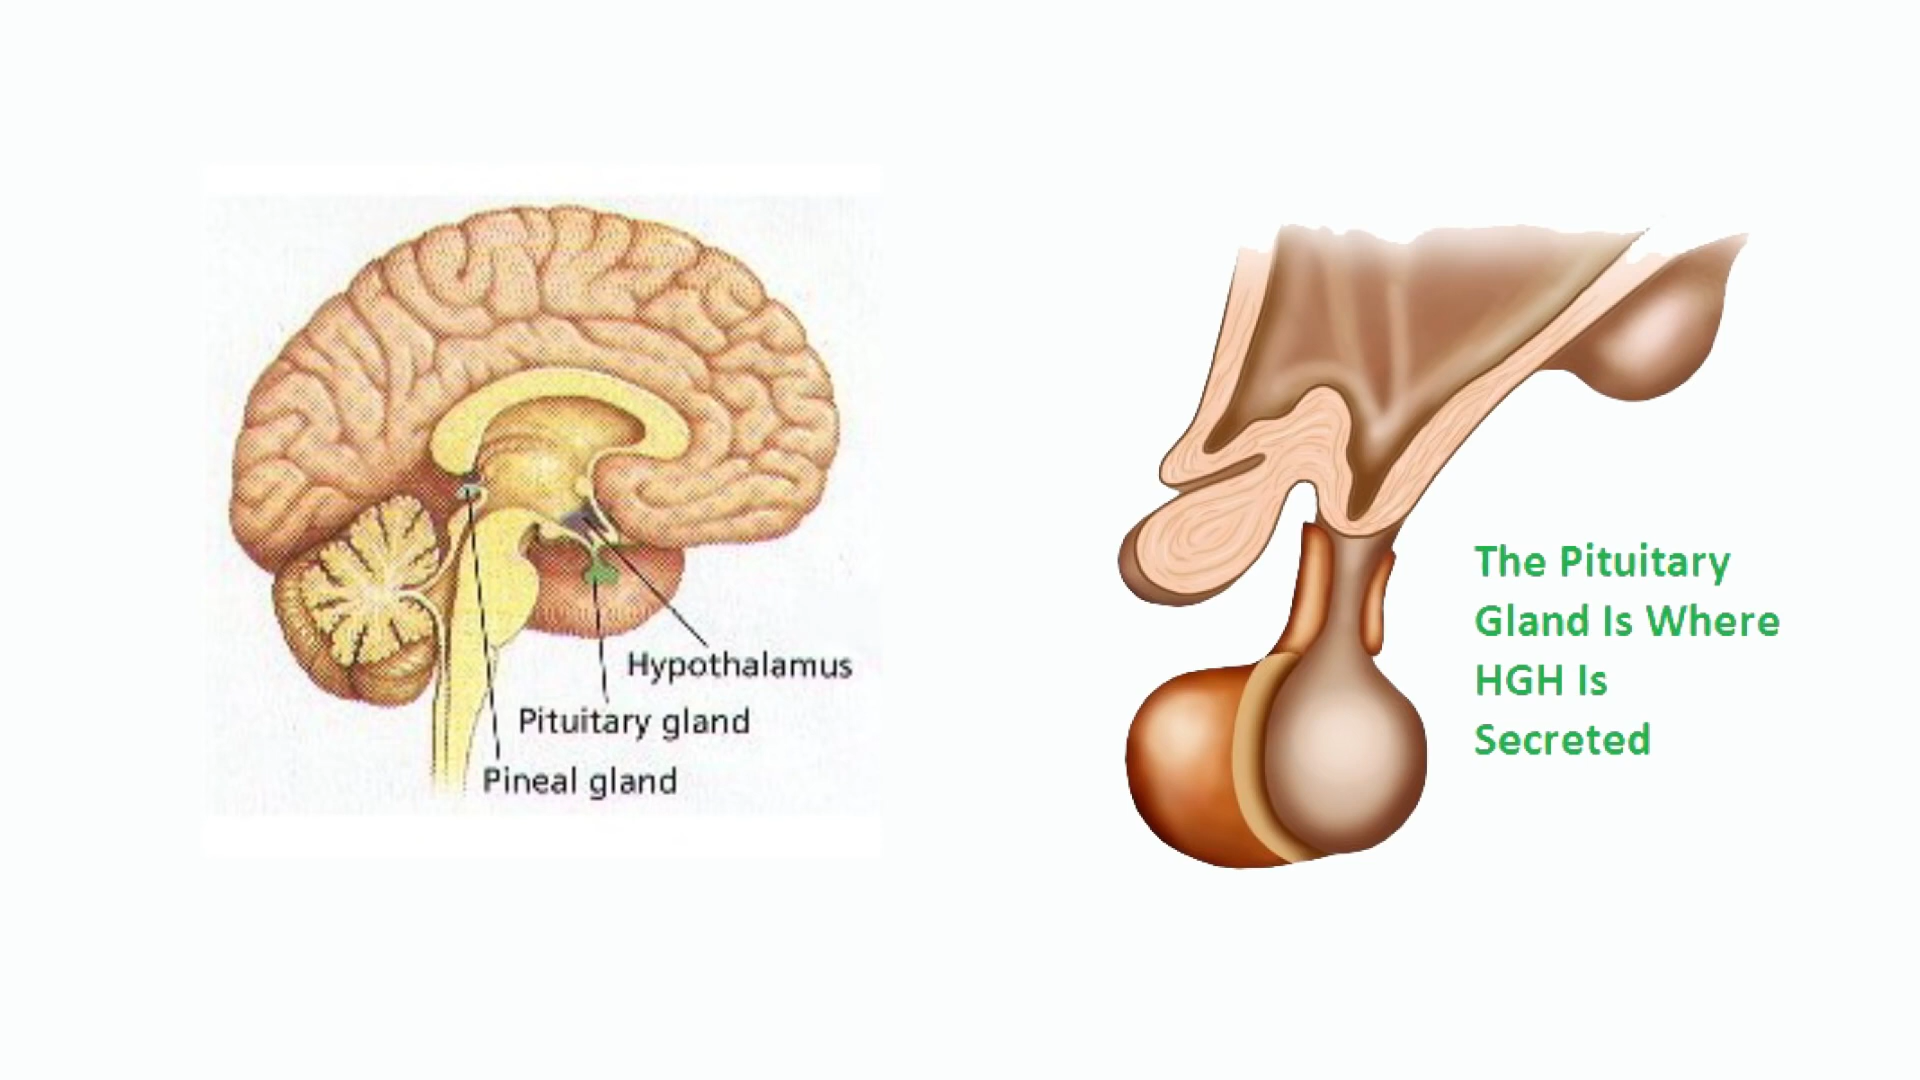 Hypothalamus
Pituitary gland
Pineal gland
The Pituitary
Gland Is Where
HGH Is
Secreted